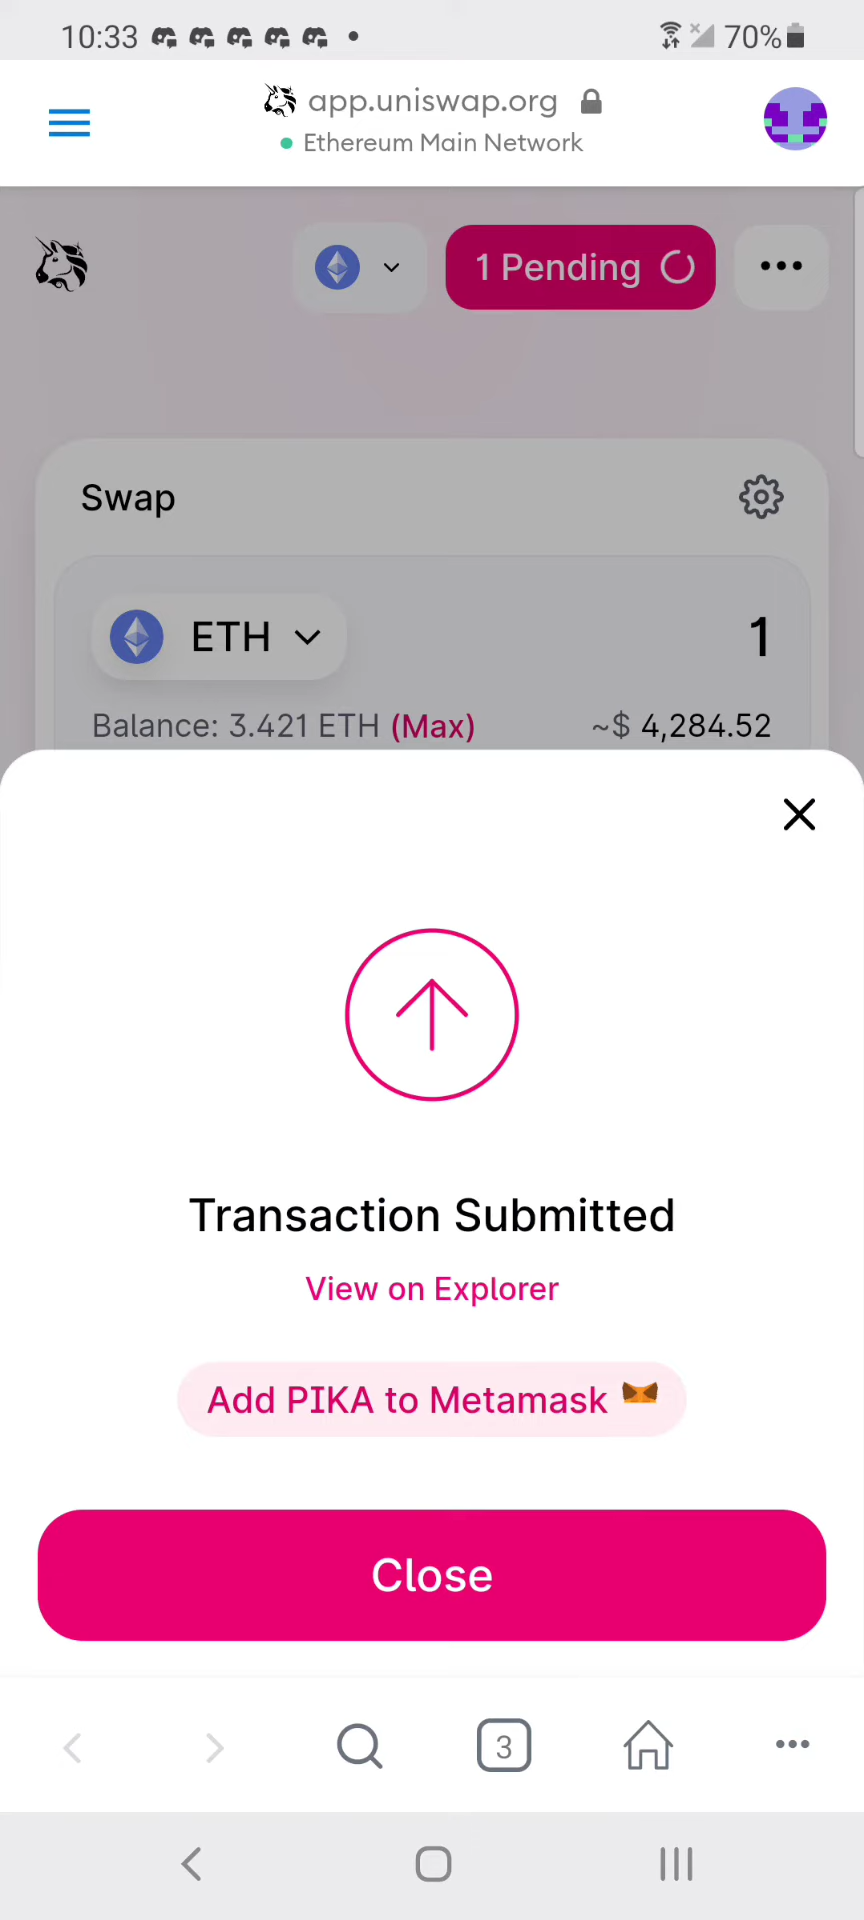 10:33
70%
app.uniswap.org
Ethereum Main Network
1 Pending
Swap
ETH
1
Balance: 3.421 ETH (Max)
~$ 4,284.52
Transaction Submitted
View on Explorer
Add PIKA to Metamask
Close
3